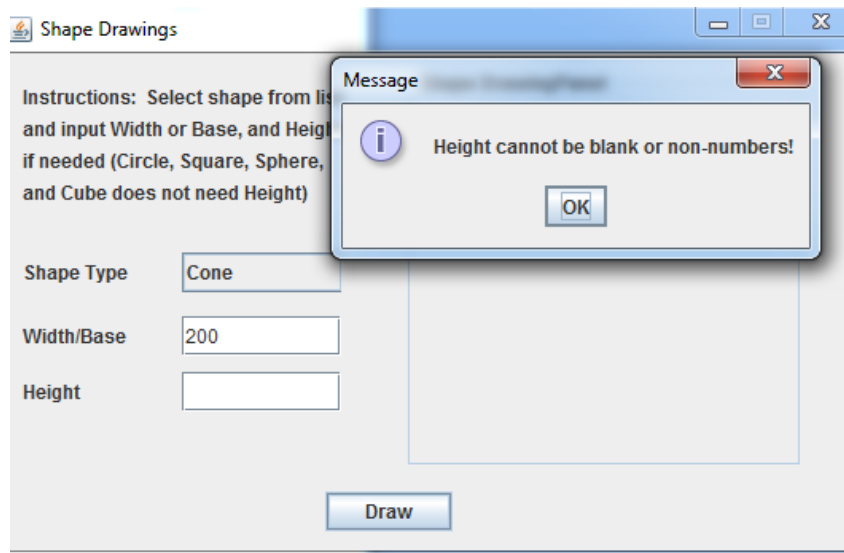 Shape Drawings
Message
Instructions: Select shape from lis
and input Width or Base, and Heigh
if needed (Circle, Square, Sphere,
and Cube does not need Height)
Height cannot be blank or non-numbers!
OK
Shape Type
Cone
Width/Base
200
Height
Draw